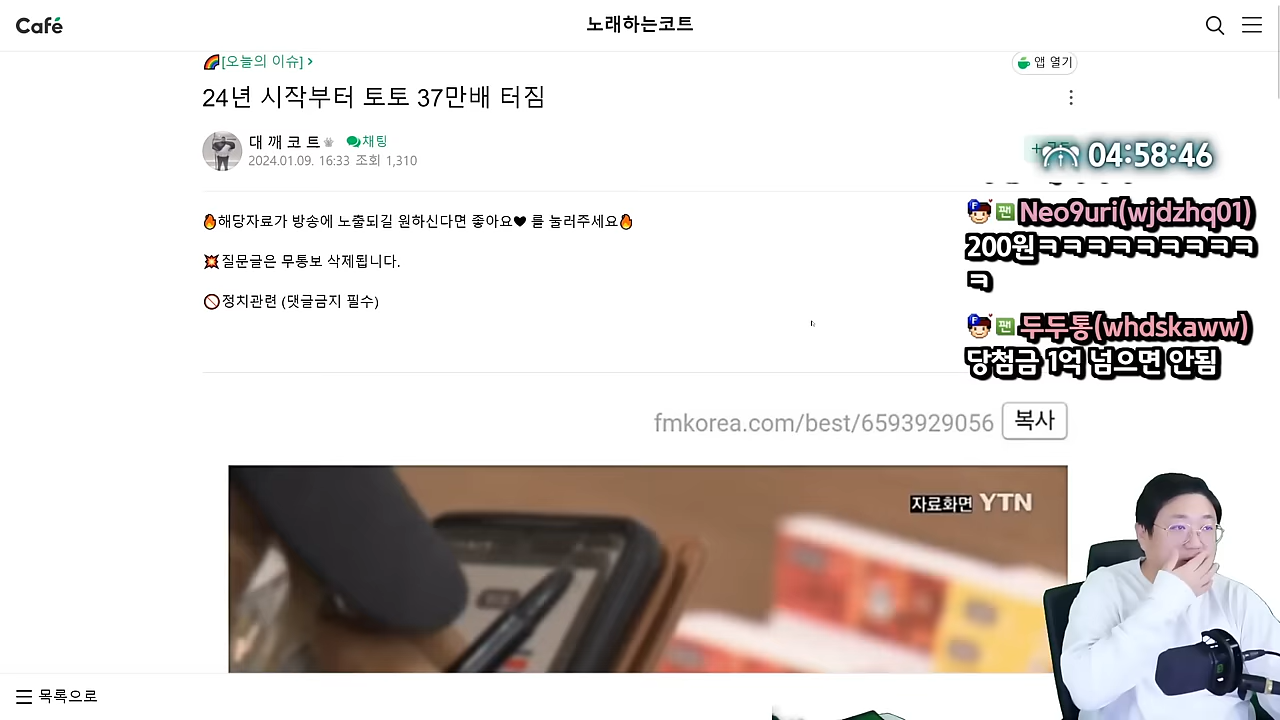 Café
노래하는코트
[오늘의 이슈] >
앱 열기
24년 시작부터 토토 37만배 터짐
대 깨 코 트
채팅
2024.01.09. 16:33 조회 1,310
04:58:46
해당자료가 방송에 노출되길 원하신다면 좋아요🖤 를 눌러주세요
질문글은 무통보 삭제됩니다.
정치관련 (댓글금지 필수)
팬 Neo9uri(wjdzhq01)
200원ㅋㅋㅋㅋㅋㅋㅋㅋㅋ
ㅋ
팬 두두통(whdskaww)
당첨금 1억 넘으면 안됨
fmkorea.com/best/6593929056 복사
자료화면 YTN
목록으로